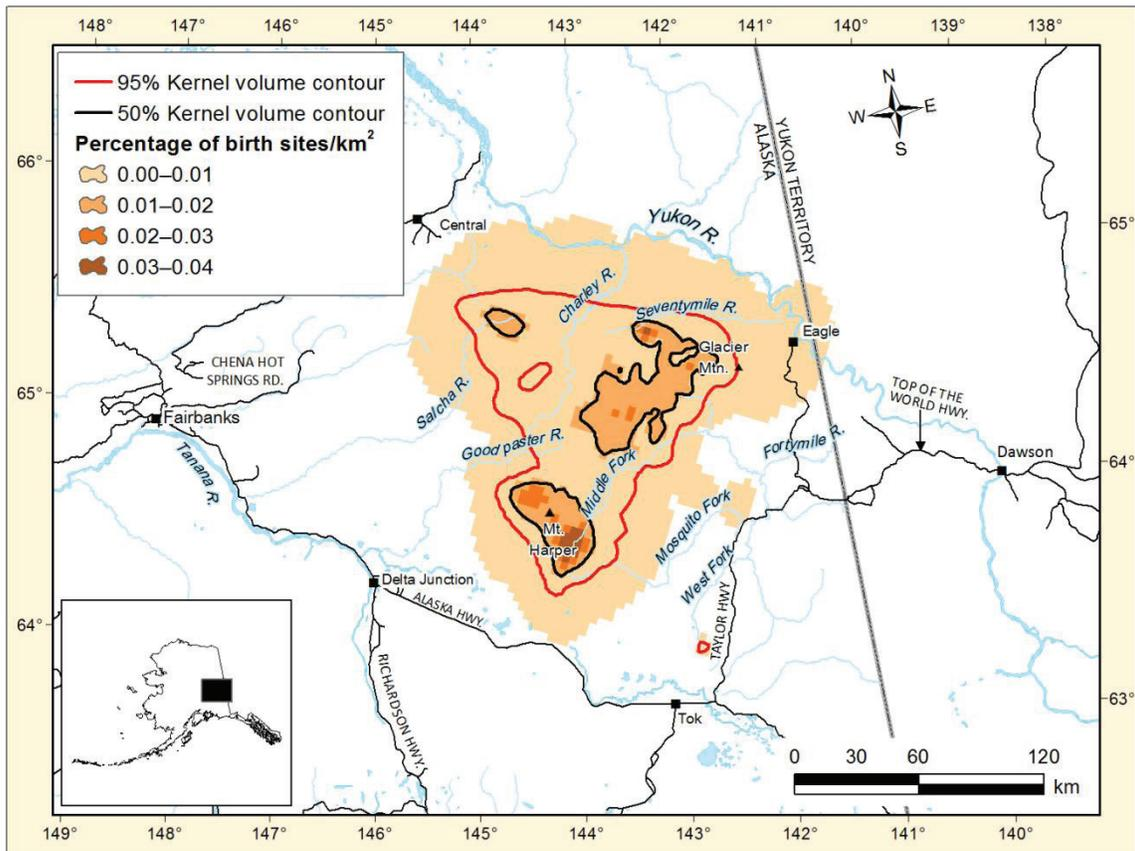 148° 147° 146° 145° 144° 143° 142° 141° 140° 139° 138°
95% Kernel volume contour
50% Kernel volume contour
Percentage of birth sites/km²
0.00–0.01
0.01–0.02
0.02–0.03
0.03–0.04
N
W E
S
YUKON TERRITORY
ALASKA
66°
65°
64°
65°
64°
63°
Central
Yukon R.
Charley R.
Seventymile R.
Eagle
Glacier
Mtn.
CHENA HOT
SPRINGS RD.
Salcha R.
TOP OF THE
WORLD HWY.
Fairbanks
Tanana R.
Good paster R.
Fortymile R.
Dawson
Middle Fork
Mt.
Harper
Mosquito Fork
West Fork
Delta Junction
ALASKA HWY.
TAYLOR HWY
RICHARDSON HWY.
Tok
0 30 60 120
km
149° 148° 147° 146° 145° 144° 143° 142° 141° 140°